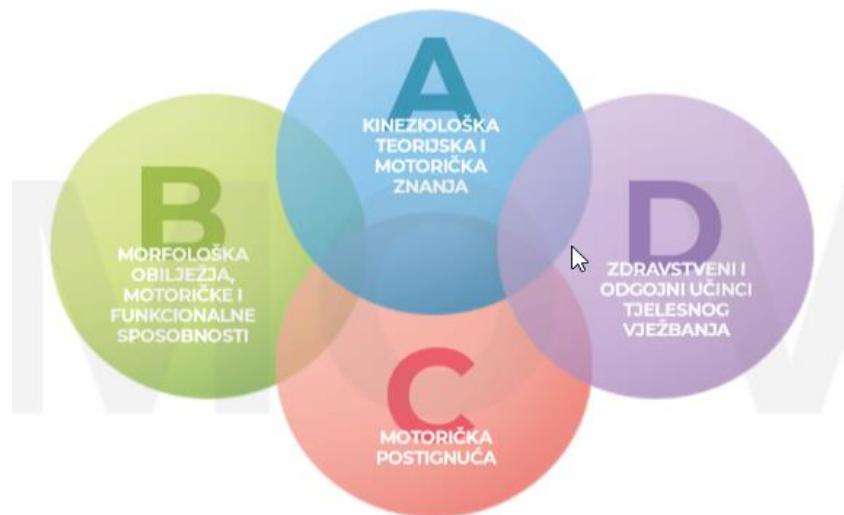 A
KINEZIOLOŠKA
TEORIJSKA I
MOTORIČKA
ZNANJA
B
MORFOLOŠKA
OBILJEŽJA,
MOTORIČKE I
FUNKCIONALNE
SPOSOBNOSTI
D
ZDRAVSTVENI I
ODGOJNI UČINCI
TJELESNOG
VJEŽBANJA
C
MOTORIČKA
POSTIGNUĆA